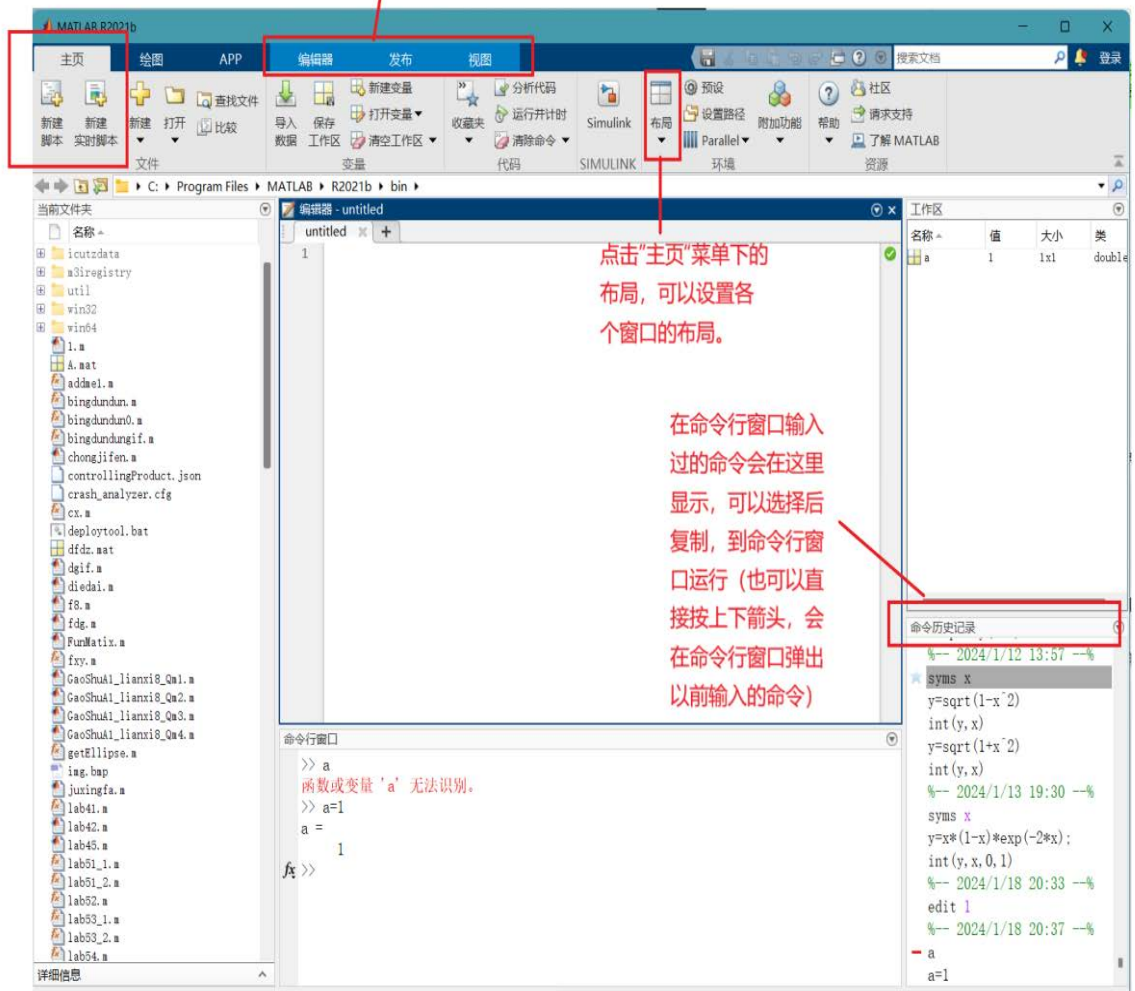 MATLAB R2021b
主页 绘图 APP 编辑器 发布 视图 搜索文档 登录
新建脚本 新建实时脚本 新建 打开 查找文件 比较
文件
导入数据 保存工作区 新建变量 打开变量 清空工作区
变量
收藏夹 分析代码 运行并计时 清除命令
代码
Simulink
SIMULINK
布局 预设 设置路径 Parallel 附加功能
环境
帮助 社区 请求支持 了解 MATLAB
资源
C: Program Files MATLAB R2021b bin
当前文件夹
名称
icutzdata
m3iregistry
util
win32
win64
1.m
A.mat
addme1.m
bingdundun.m
bingdundun0.m
bingdundungif.m
chongjifen.m
controllingProduct.json
crash_analyzer.cfg
cx.m
deploytool.bat
dfdz.mat
dgif.m
diedai.m
f8.m
fdg.m
FunMatix.m
fxy.m
GaoShuA1_lianxi8_Qm1.m
GaoShuA1_lianxi8_Qm2.m
GaoShuA1_lianxi8_Qm3.m
GaoShuA1_lianxi8_Qm4.m
getEllipse.m
img.bmp
juxingfa.m
lab41.m
lab42.m
lab45.m
lab51_1.m
lab51_2.m
lab52.m
lab53_1.m
lab53_2.m
lab54.m
详细信息
编辑器 - untitled
untitled
1
点击"主页"菜单下的
布局，可以设置各
个窗口的布局。
在命令行窗口输入
过的命令会在这里
显示，可以选择后
复制，到命令行窗
口运行（也可以直
接按上下箭头，会
在命令行窗口弹出
以前输入的命令）
命令行窗口
>> a
函数或变量 'a' 无法识别。
>> a=1
a =
1
fx >>
工作区
名称 值 大小 类
a 1 1x1 double
命令历史记录
%-- 2024/1/12 13:57 --%
syms x
y=sqrt(1-x^2)
int(y,x)
y=sqrt(1+x^2)
int(y,x)
%-- 2024/1/13 19:30 --%
syms x
y=x*(1-x)*exp(-2*x);
int(y,x,0,1)
%-- 2024/1/18 20:33 --%
edit 1
%-- 2024/1/18 20:37 --%
a
a=1